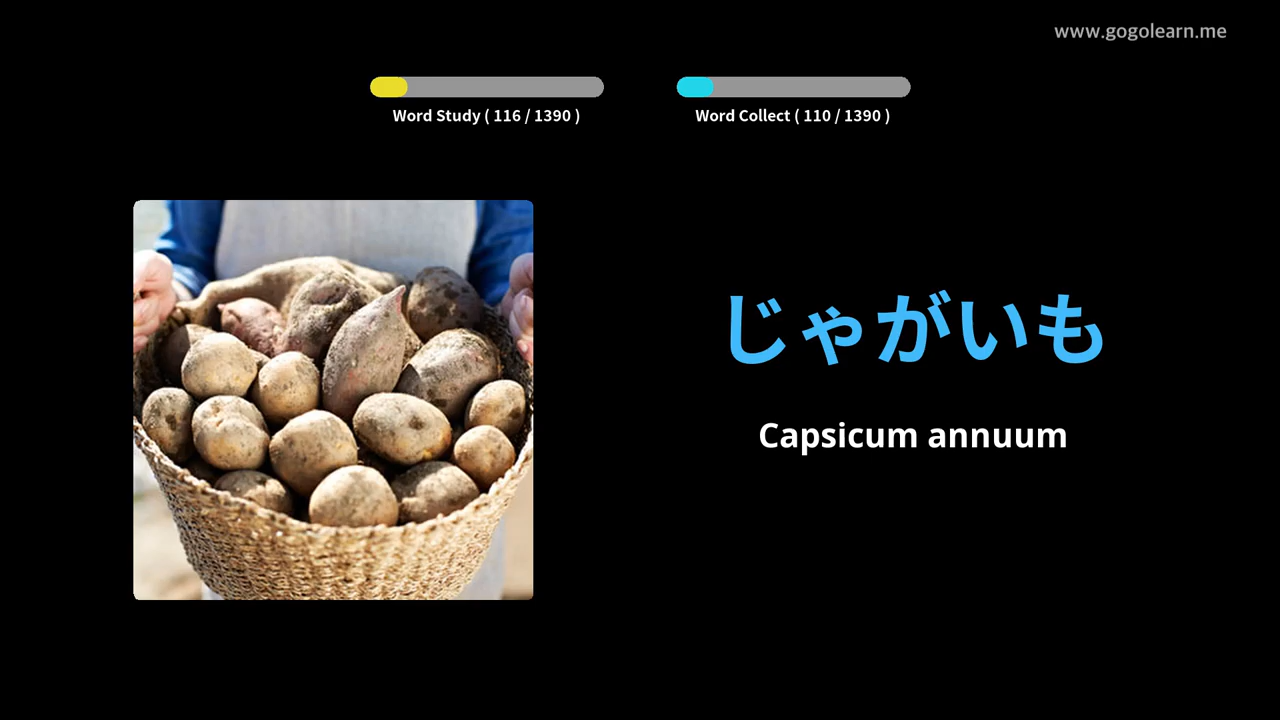 www.gogolearn.me
Word Study ( 116 / 1390 )
Word Collect ( 110 / 1390 )
じゃがいも
Capsicum annuum